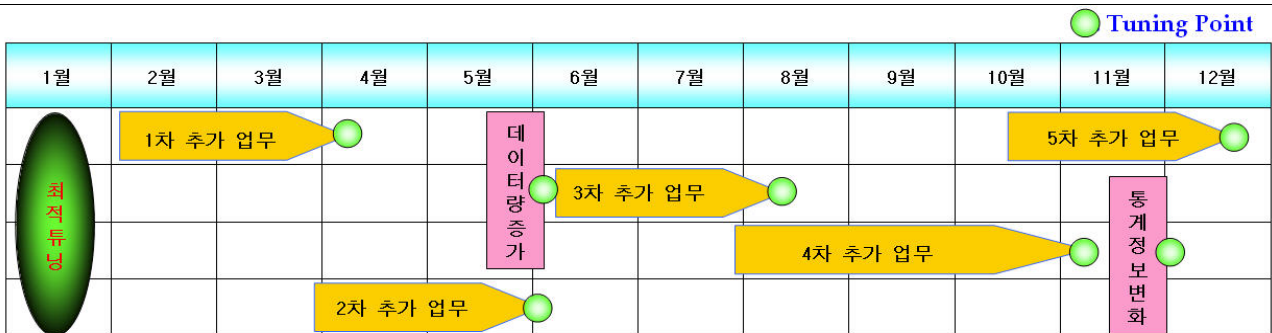 Tuning Point
1월 2월 3월 4월 5월 6월 7월 8월 9월 10월 11월 12월
최적튜닝
1차 추가 업무
데이터량증가
5차 추가 업무
3차 추가 업무
통계정보변화
4차 추가 업무
2차 추가 업무